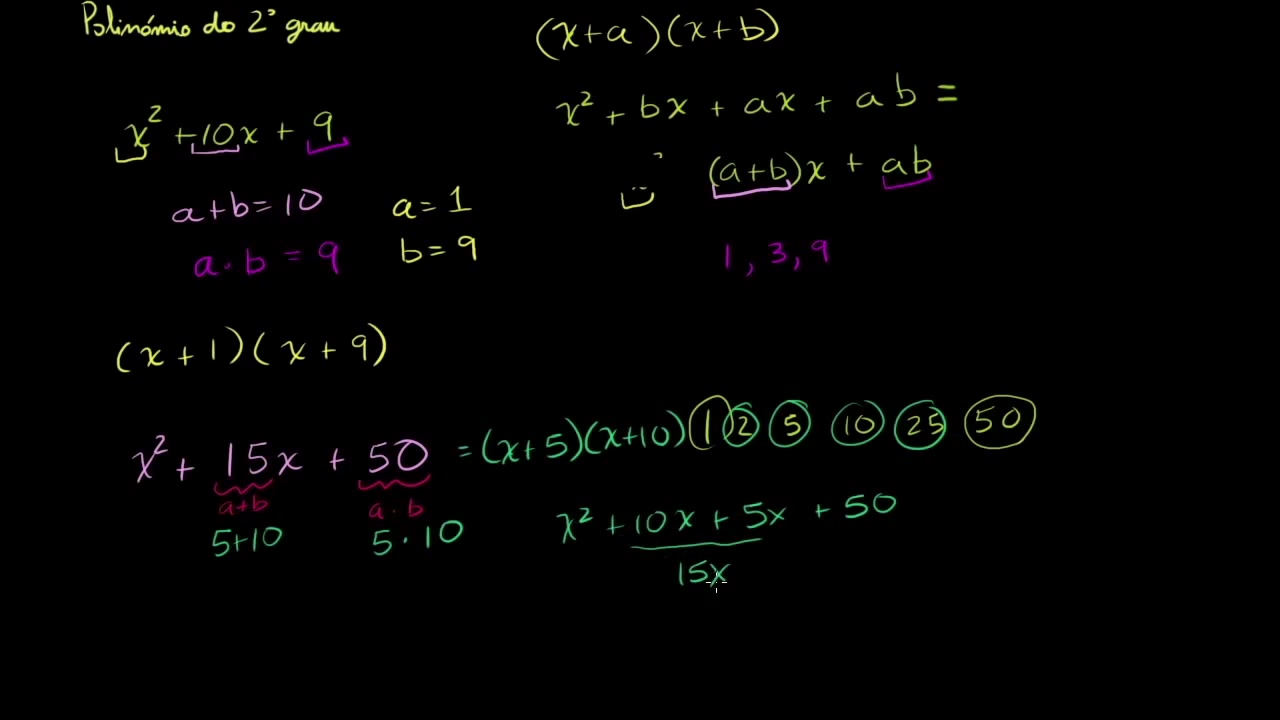 Polinómio do 2º grau
(x+a)(x+b)
x² + bx + ax + ab =
x² + 10x + 9
(a+b)x + ab
a+b = 10
a = 1
a · b = 9
b = 9
1, 3, 9
(x + 1)(x + 9)
x² + 15x + 50 = (x+5)(x+10) 1 2 5 10 25 50
a+b
a · b
5+10
5 · 10
x² + 10x + 5x + 50
15x